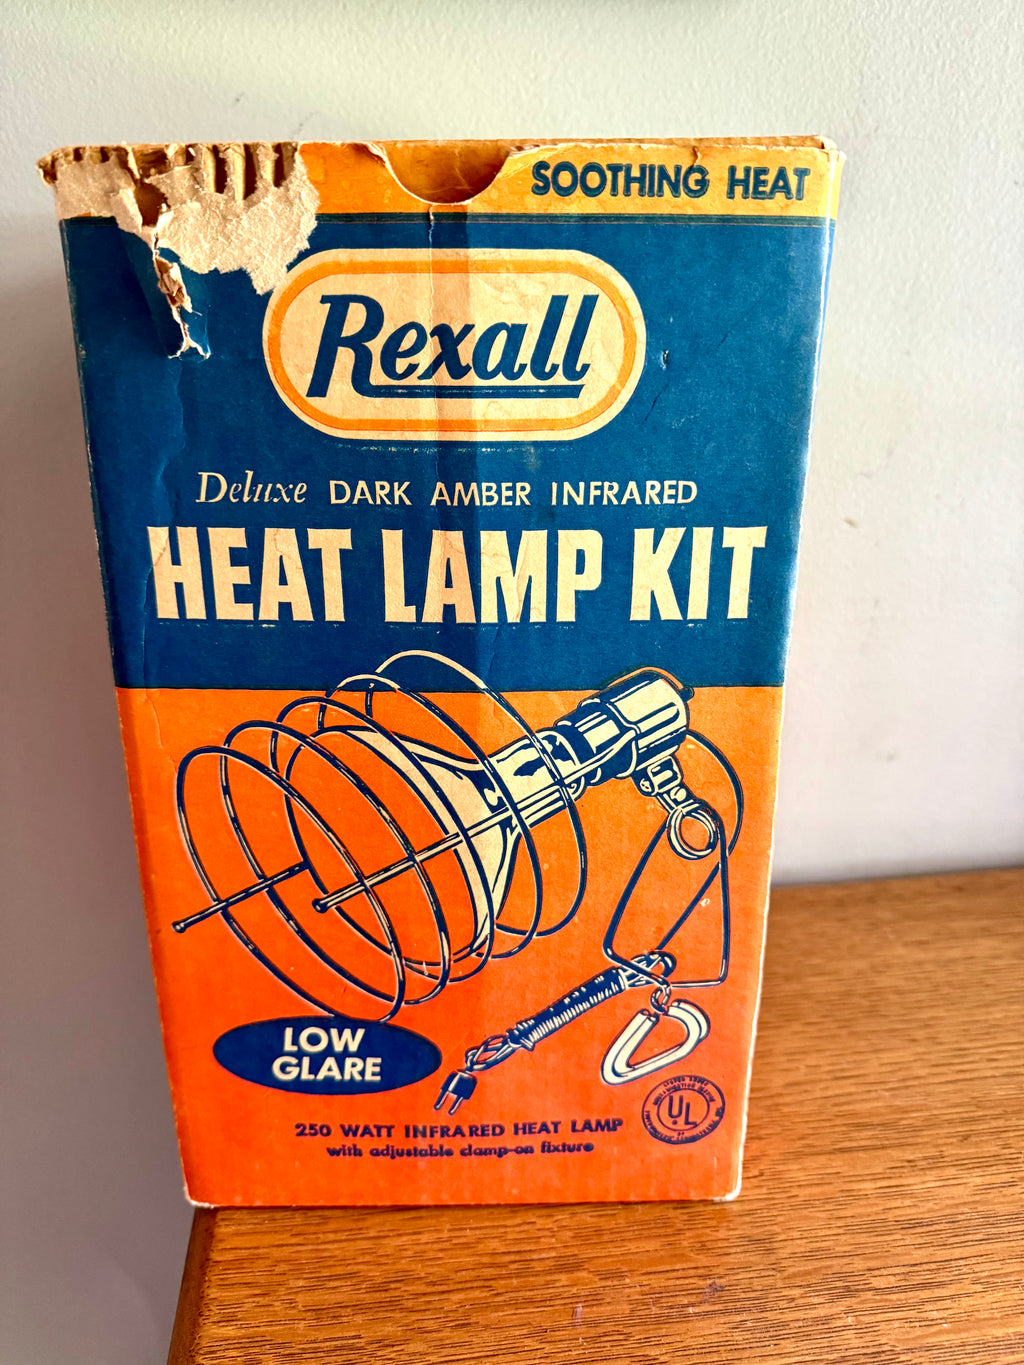 SOOTHING HEAT
Rexall
Deluxe DARK AMBER INFRARED
HEAT LAMP KIT
LOW
GLARE
250 WATT INFRARED HEAT LAMP
with adjustable clamp-on fixture
UL